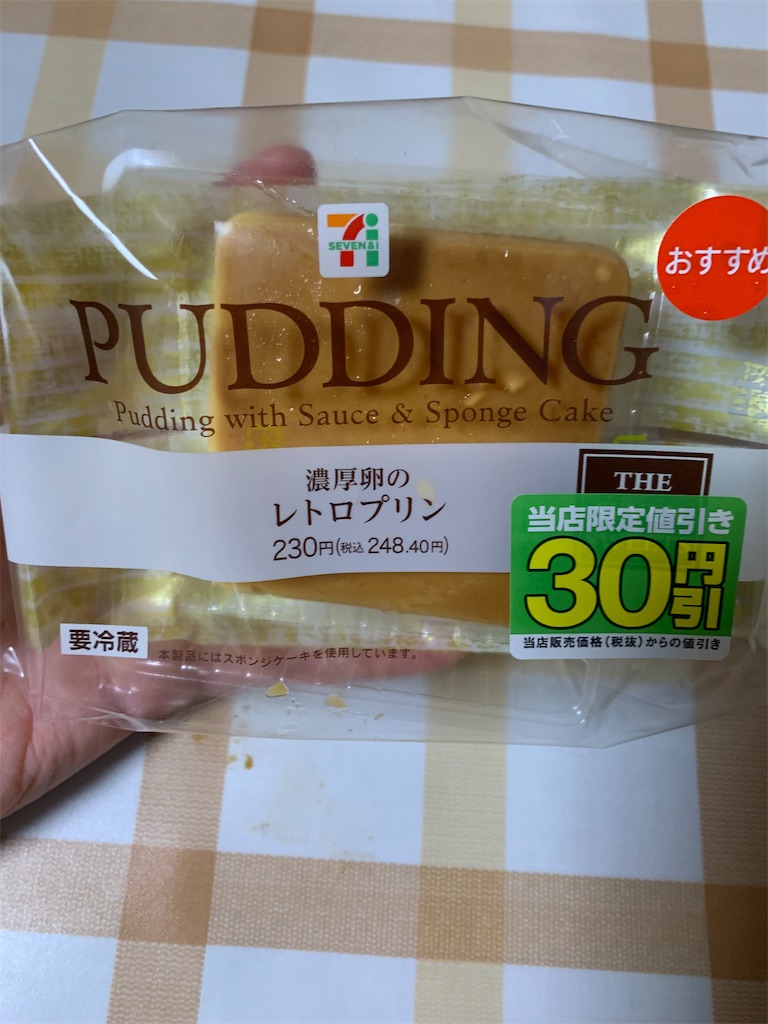 SEVEN&i
おすすめ
PUDDING
Pudding with Sauce & Sponge Cake
濃厚卵の
レトロプリン
230円(税込 248.40円)
THE
当店限定値引き
30円引
当店販売価格(税抜)からの値引き
要冷蔵
本製品にはスポンジケーキを使用しています。